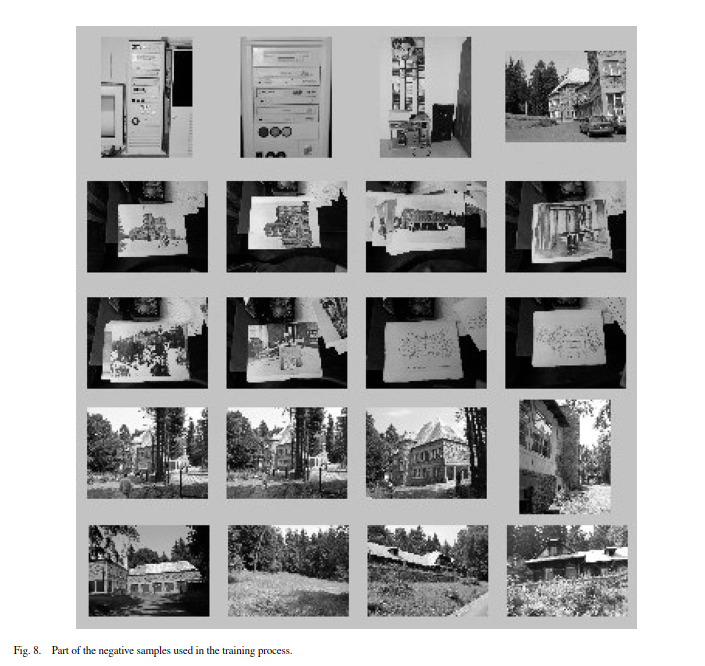 Fig. 8. Part of the negative samples used in the training process.